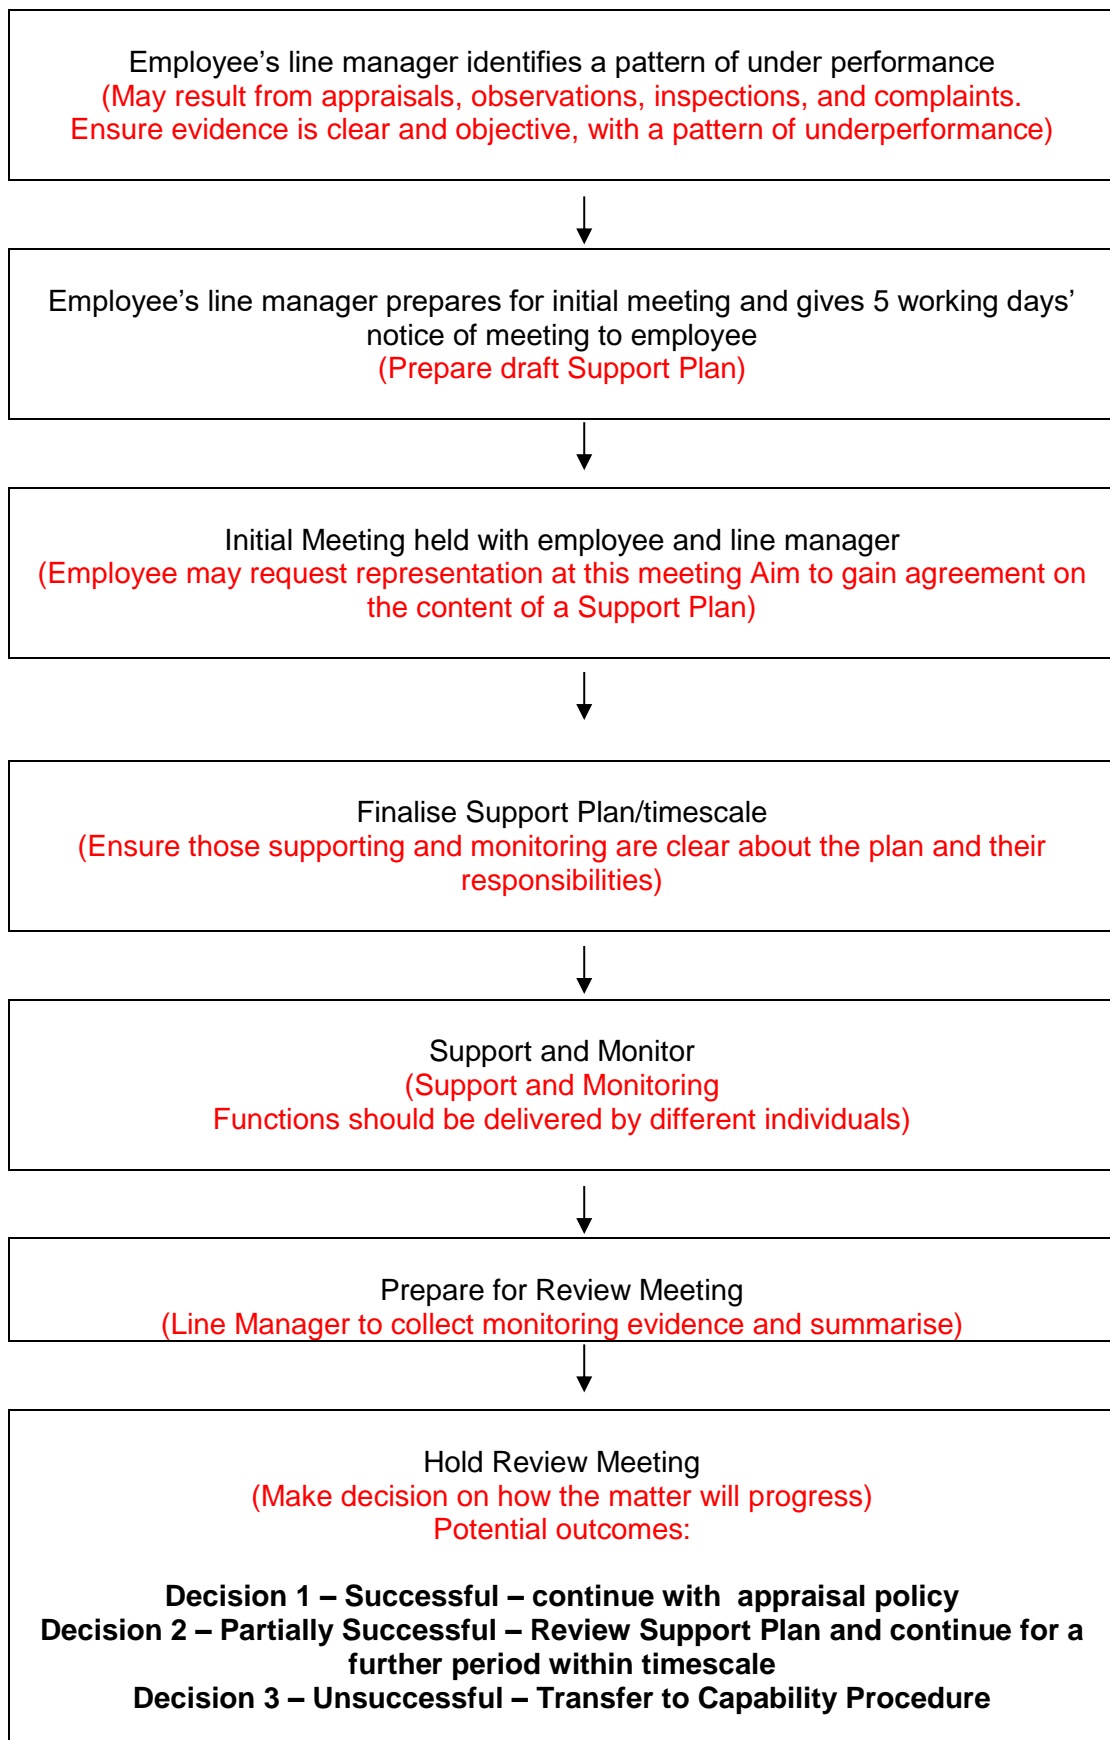 Employee’s line manager identifies a pattern of under performance
(May result from appraisals, observations, inspections, and complaints.
Ensure evidence is clear and objective, with a pattern of underperformance)
Employee’s line manager prepares for initial meeting and gives 5 working days’
notice of meeting to employee
(Prepare draft Support Plan)
Initial Meeting held with employee and line manager
(Employee may request representation at this meeting Aim to gain agreement on
the content of a Support Plan)
Finalise Support Plan/timescale
(Ensure those supporting and monitoring are clear about the plan and their
responsibilities)
Support and Monitor
(Support and Monitoring
Functions should be delivered by different individuals)
Prepare for Review Meeting
(Line Manager to collect monitoring evidence and summarise)
Hold Review Meeting
(Make decision on how the matter will progress)
Potential outcomes:
Decision 1 – Successful – continue with  appraisal policy
Decision 2 – Partially Successful – Review Support Plan and continue for a
further period within timescale
Decision 3 – Unsuccessful – Transfer to Capability Procedure